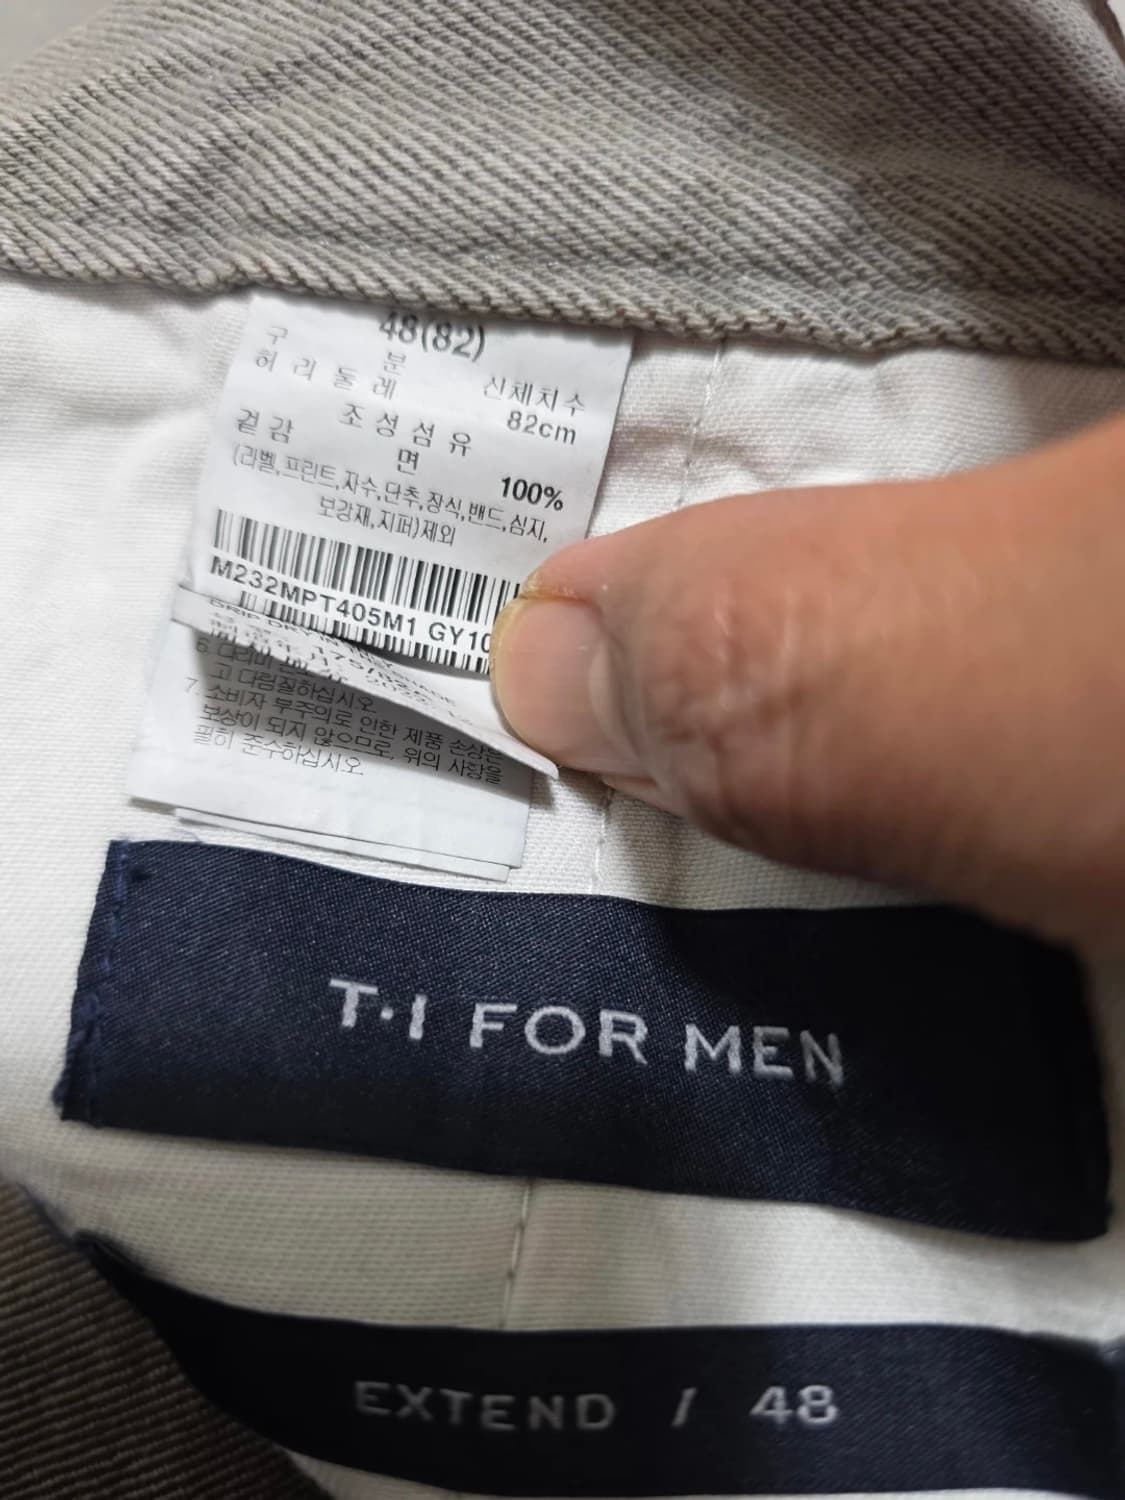 48(82)
구 분 신체치수
허 리 둘 레 82cm
조 성 섬 유
겉 감 면 100%
(라벨,프린트,자수,단추,장식,밴드,심지,
보강재,지퍼)제외
M232MPT405M1 GY10
고 다림질하십시오
7. 소비자 부주의로 인한 제품 손상은
보상이 되지 않으므로, 위의 사항을
필히 준수하십시오
T·I FOR MEN
EXTEND / 48